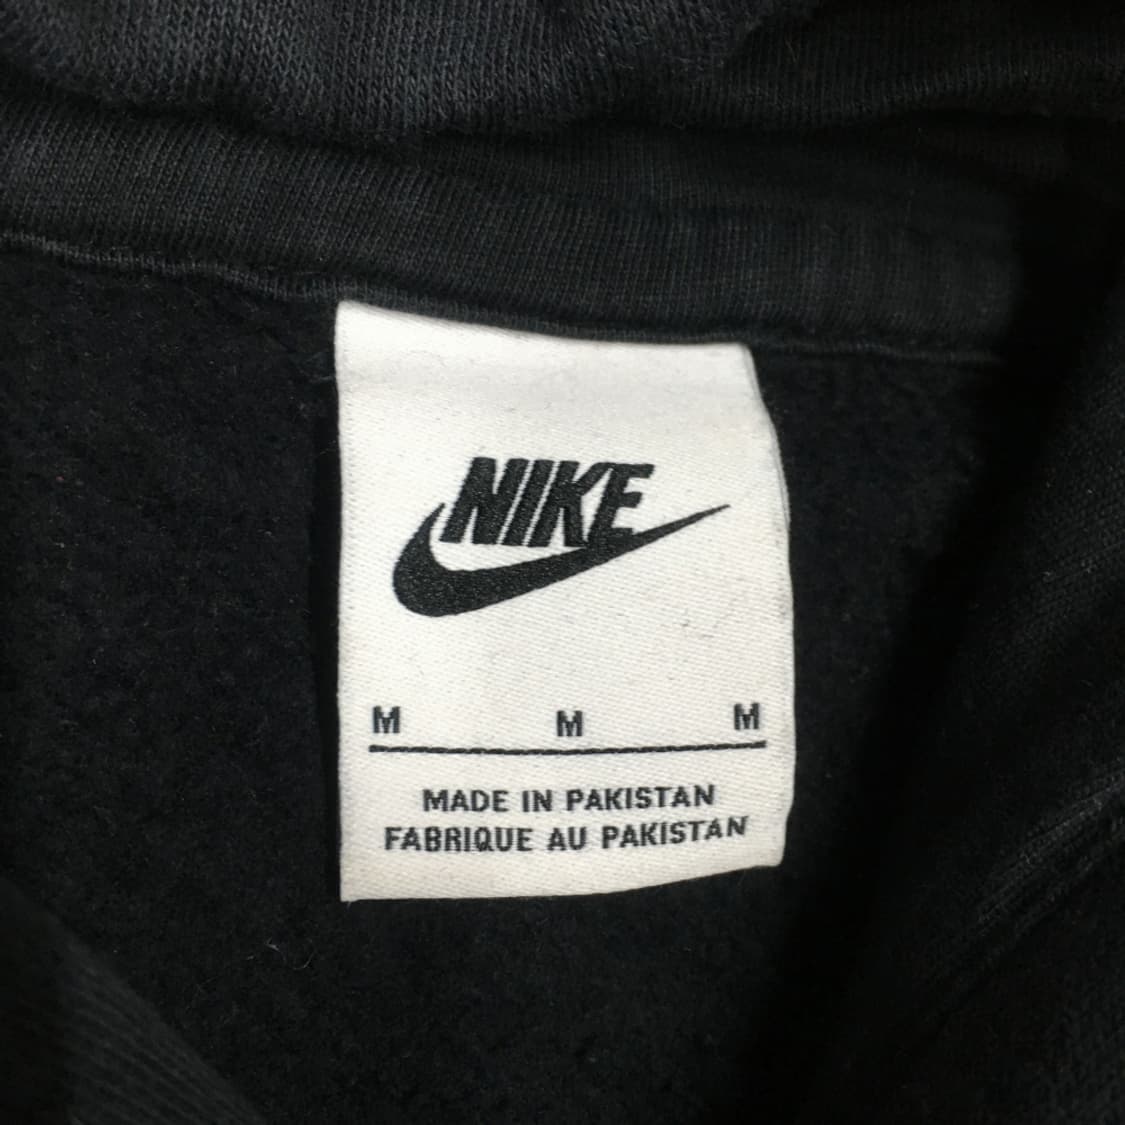 NIKE
M M M
MADE IN PAKISTAN
FABRIQUE AU PAKISTAN